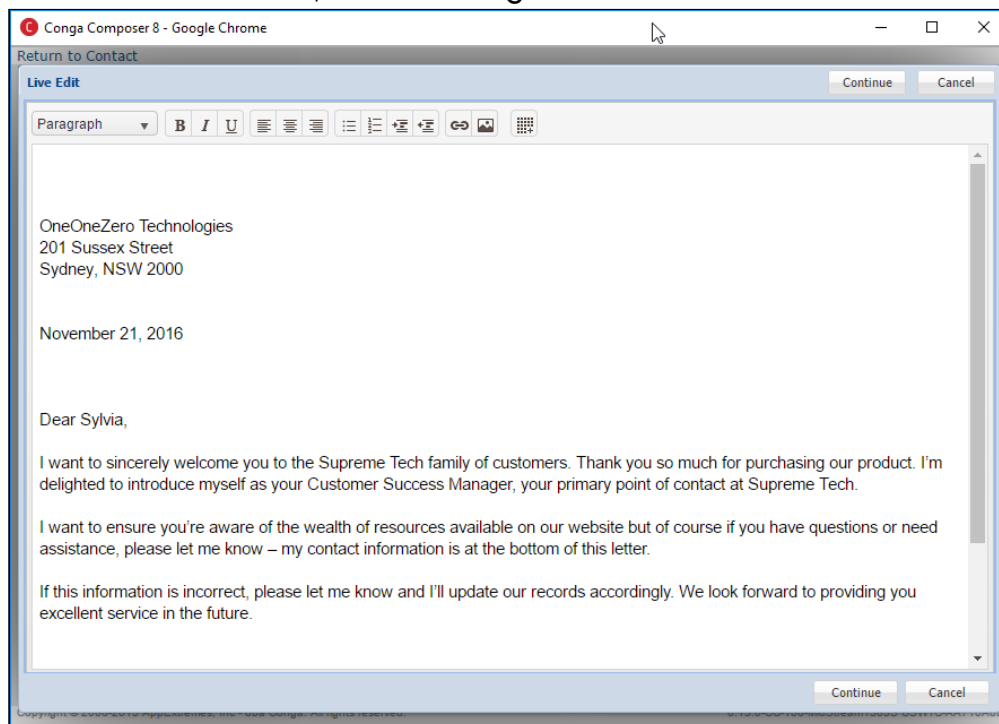 Conga Composer 8 - Google Chrome
Return to Contact
Live Edit
Continue Cancel
Paragraph B I U
OneOneZero Technologies
201 Sussex Street
Sydney, NSW 2000
November 21, 2016
Dear Sylvia,
I want to sincerely welcome you to the Supreme Tech family of customers. Thank you so much for purchasing our product. I’m
delighted to introduce myself as your Customer Success Manager, your primary point of contact at Supreme Tech.
I want to ensure you’re aware of the wealth of resources available on our website but of course if you have questions or need
assistance, please let me know – my contact information is at the bottom of this letter.
If this information is incorrect, please let me know and I’ll update our records accordingly. We look forward to providing you
excellent service in the future.
Continue Cancel